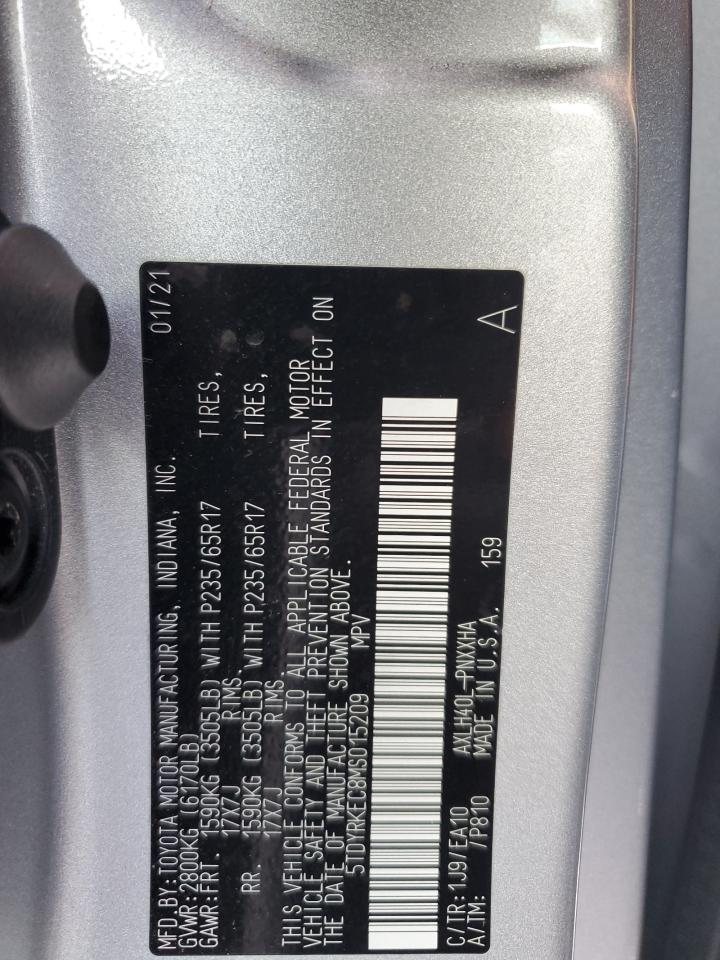 MFD.BY:TOYOTA MOTOR MANUFACTURING, INDIANA, INC. 01/21
GVWR: 2800KG (6170LB)
GAWR:FRT. 1590KG (3505LB) WITH P235/65R17 TIRES,
17X7J RIMS
RR. 1590KG (3505LB) WITH P235/65R17 TIRES,
17X7J RIMS.
THIS VEHICLE CONFORMS TO ALL APPLICABLE FEDERAL MOTOR
VEHICLE SAFETY AND THEFT PREVENTION STANDARDS IN EFFECT ON
THE DATE OF MANUFACTURE SHOWN ABOVE.
5TDYRKEC8MS015209 MPV
C/TR:1J9/EA10 AXLH40L-PNXXHA 159 A
A/TM: /P810 MADE IN U.S.A.